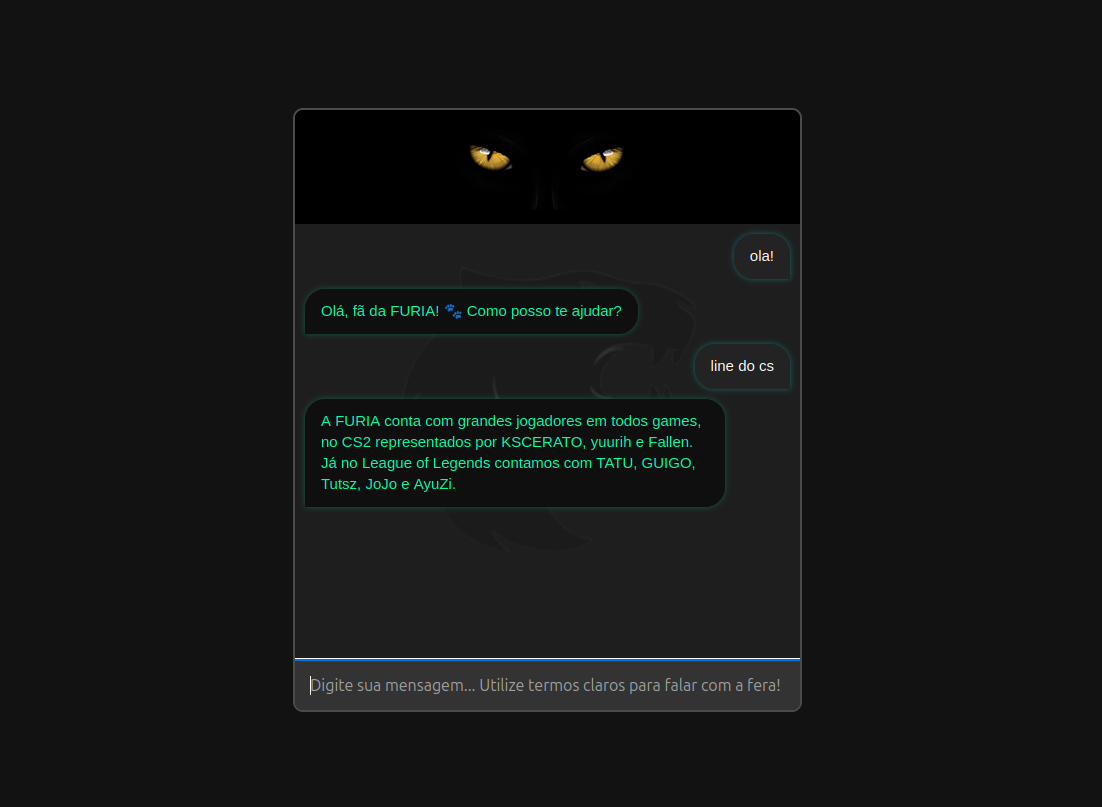 ola!
Olá, fã da FURIA! 🐾 Como posso te ajudar?
line do cs
A FURIA conta com grandes jogadores em todos games,
no CS2 representados por KSCERATO, yuurih e Fallen.
Já no League of Legends contamos com TATU, GUIGO,
Tutsz, JoJo e AyuZi.
Digite sua mensagem... Utilize termos claros para falar com a fera!